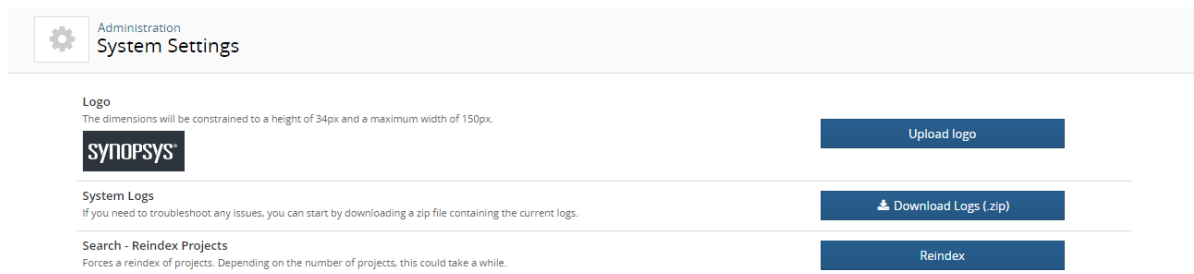 Administration
System Settings
Logo
The dimensions will be constrained to a height of 34px and a maximum width of 150px.
Upload logo
SYNOPSYS®
System Logs
If you need to troubleshoot any issues, you can start by downloading a zip file containing the current logs.
Download Logs (.zip)
Search - Reindex Projects
Forces a reindex of projects. Depending on the number of projects, this could take a while.
Reindex